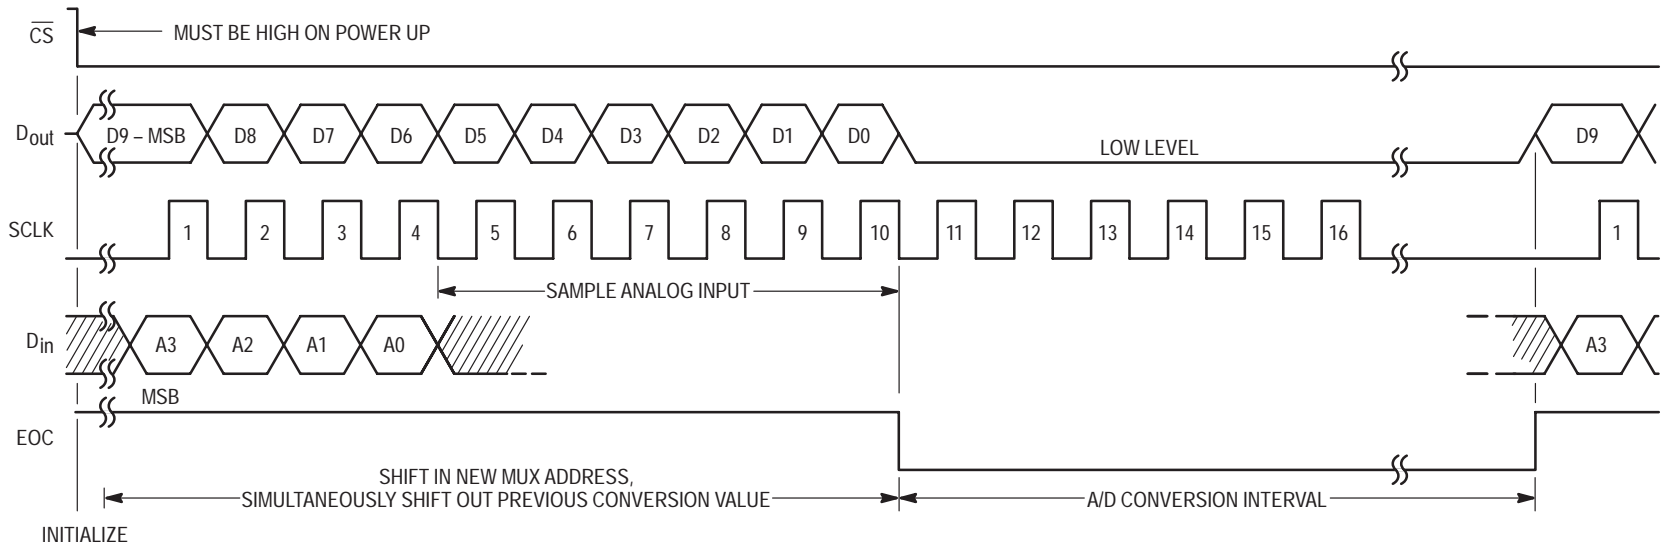 CS
MUST BE HIGH ON POWER UP
Dout
D9 – MSB D8 D7 D6 D5 D4 D3 D2 D1 D0
LOW LEVEL
D9
SCLK
1 2 3 4 5 6 7 8 9 10 11 12 13 14 15 16 1
SAMPLE ANALOG INPUT
Din
A3 A2 A1 A0 A3
MSB
EOC
SHIFT IN NEW MUX ADDRESS,
SIMULTANEOUSLY SHIFT OUT PREVIOUS CONVERSION VALUE
A/D CONVERSION INTERVAL
INITIALIZE